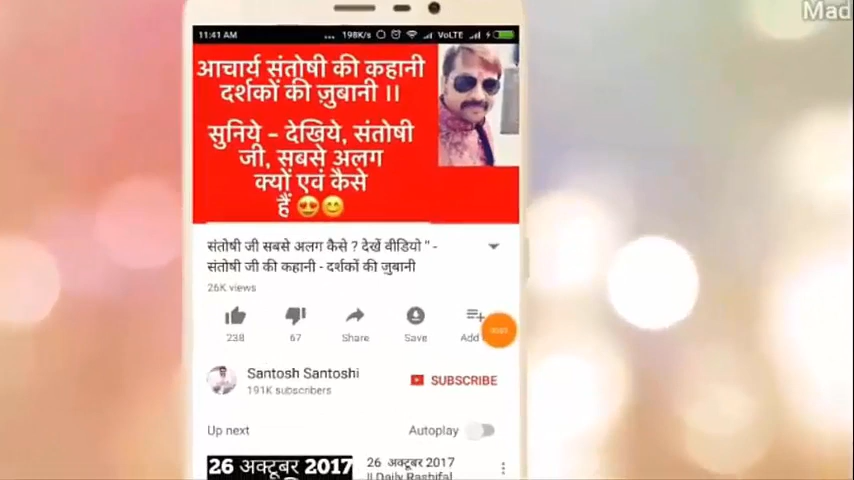 Mad
11:41 AM
... 198K/s VoLTE
आचार्य संतोषी की कहानी
दर्शकों की ज़ुबानी ।।
सुनिये - देखिये, संतोषी
जी, सबसे अलग
क्यों एवं कैसे
हैं 😍😊
संतोषी जी सबसे अलग कैसे ? देखें वीडियो " -
संतोषी जी की कहानी - दर्शकों की ज़ुबानी
26K views
238 67 Share Save Add
Santosh Santoshi
191K subscribers
SUBSCRIBE
Up next
Autoplay
26 अक्टूबर 2017
26 अक्टूबर 2017
|| Daily Rashifal